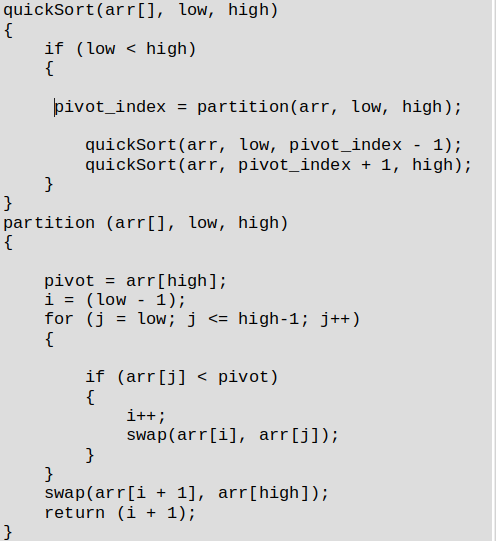 quickSort(arr[], low, high)
{
    if (low < high)
    {
     pivot_index = partition(arr, low, high);
        quickSort(arr, low, pivot_index - 1);
        quickSort(arr, pivot_index + 1, high);
    }
}
partition (arr[], low, high)
{
    pivot = arr[high];
    i = (low - 1);
    for (j = low; j <= high-1; j++)
    {
        if (arr[j] < pivot)
        {
            i++;
            swap(arr[i], arr[j]);
        }
    }
    swap(arr[i + 1], arr[high]);
    return (i + 1);
}